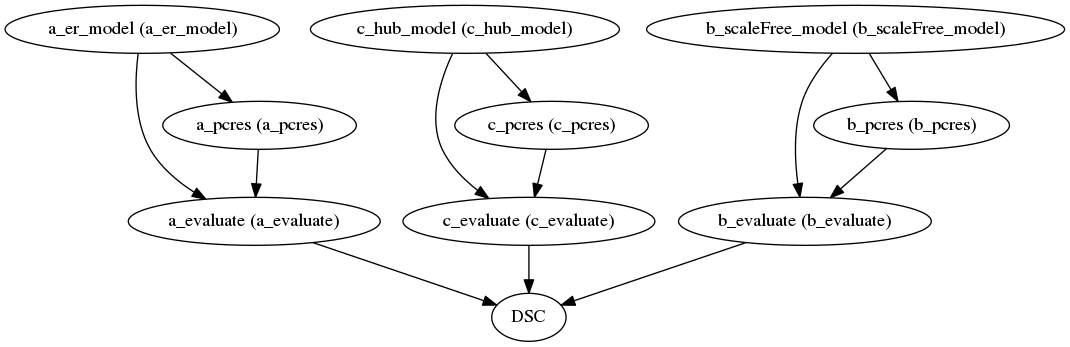 a_er_model (a_er_model)
c_hub_model (c_hub_model)
b_scaleFree_model (b_scaleFree_model)
a_pcres (a_pcres)
c_pcres (c_pcres)
b_pcres (b_pcres)
a_evaluate (a_evaluate)
c_evaluate (c_evaluate)
b_evaluate (b_evaluate)
DSC